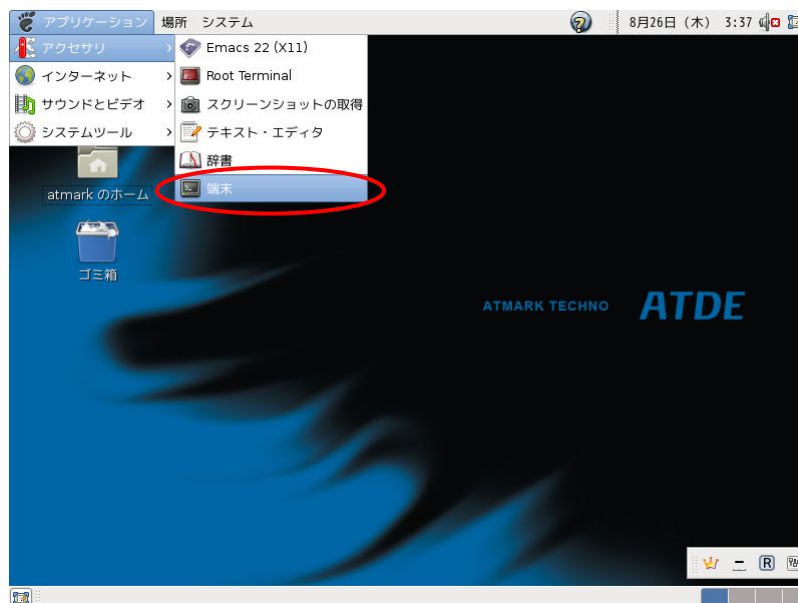 アプリケーション 場所 システム 8月26日 (木) 3:37
アクセサリ
インターネット
サウンドとビデオ
システムツール
Emacs 22 (X11)
Root Terminal
スクリーンショットの取得
テキスト・エディタ
辞書
端末
atmark のホーム
ゴミ箱
ATMARK TECHNO ATDE
R